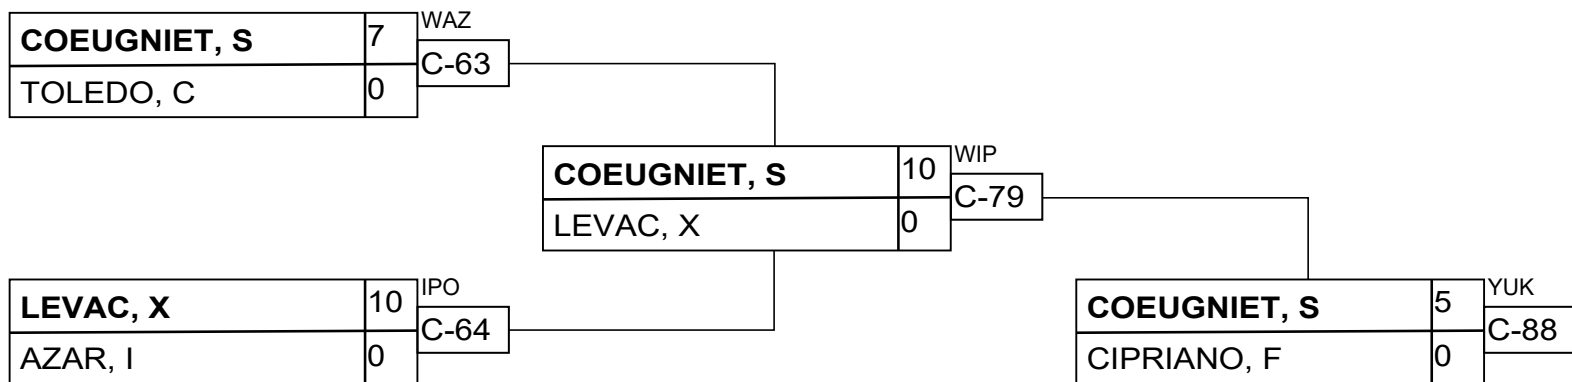 COEUGNIET, S 7 WAZ
C-63
TOLEDO, C 0
COEUGNIET, S 10 WIP
C-79
LEVAC, X 0
LEVAC, X 10 IPO
C-64
AZAR, I 0
COEUGNIET, S 5 YUK
C-88
CIPRIANO, F 0